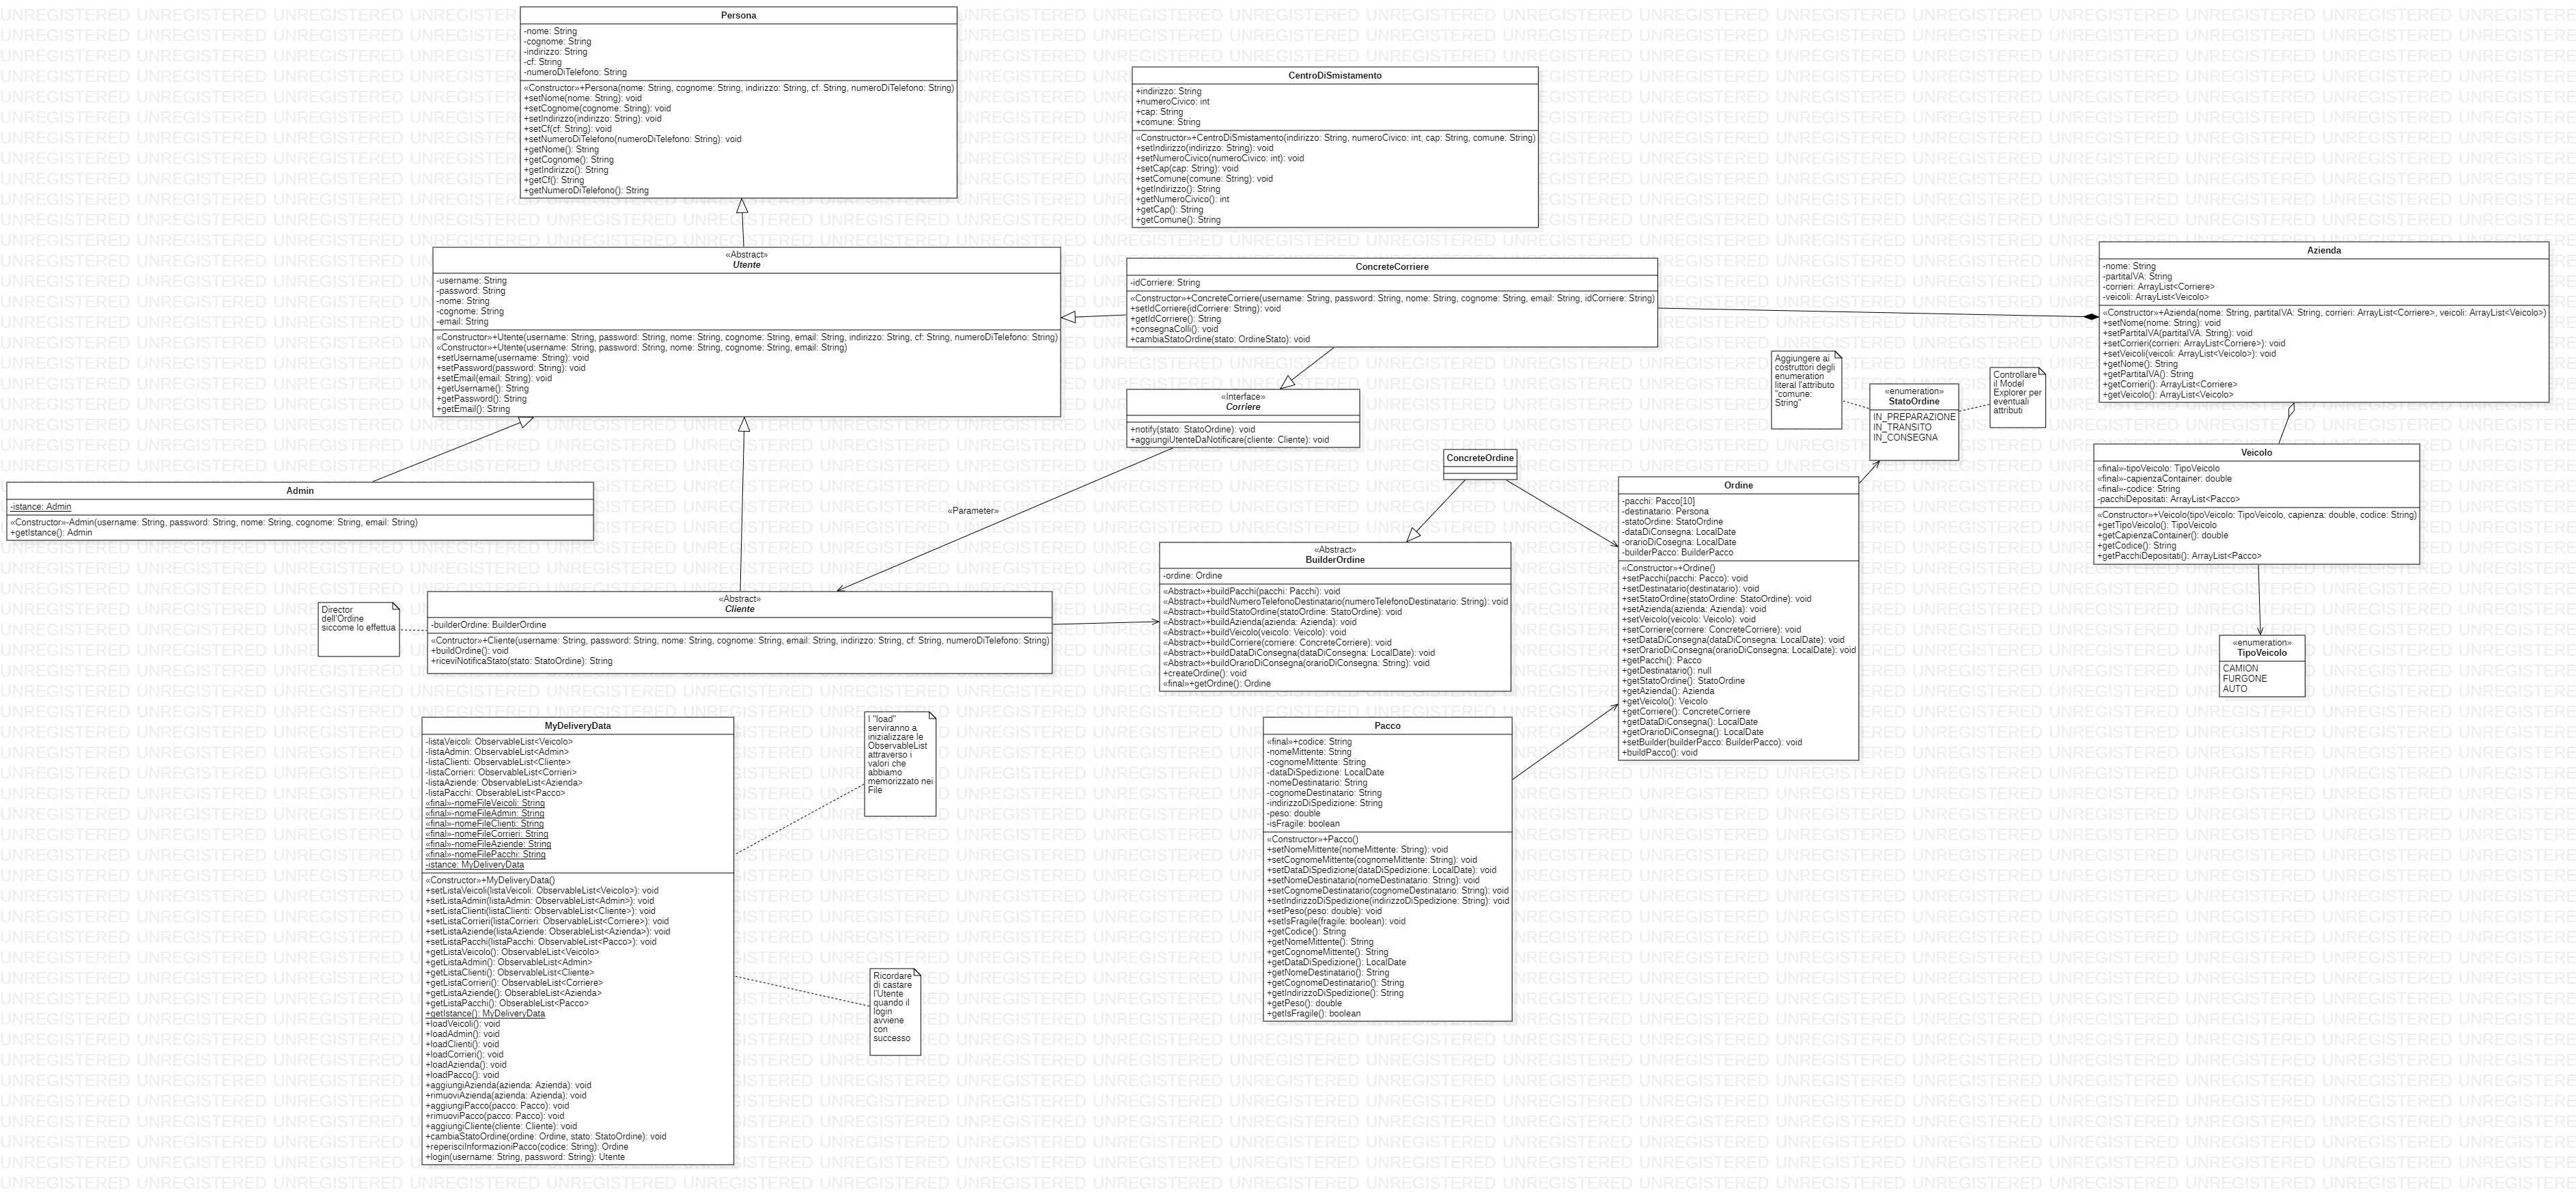 Persona
-nome: String
-cognome: String
-indirizzo: String
-cf: String
-numeroDiTelefono: String
«Constructor»+Persona(nome: String, cognome: String, indirizzo: String, cf: String, numeroDiTelefono: String)
+setNome(nome: String): void
+setCognome(cognome: String): void
+setIndirizzo(indirizzo: String): void
+setCf(cf: String): void
+setNumeroDiTelefono(numeroDiTelefono: String): void
+getNome(): String
+getCognome(): String
+getIndirizzo(): String
+getCf(): String
+getNumeroDiTelefono(): String
CentroDiSmistamento
+indirizzo: String
+numeroCivico: int
+cap: String
+comune: String
«Constructor»+CentroDiSmistamento(indirizzo: String, numeroCivico: int, cap: String, comune: String)
+setIndirizzo(indirizzo: String): void
+setNumeroCivico(numeroCivico: int): void
+setCap(cap: String): void
+setComune(comune: String): void
+getIndirizzo(): String
+getNumeroCivico(): int
+getCap(): String
+getComune(): String
«Abstract»
Utente
-username: String
-password: String
-nome: String
-cognome: String
-email: String
«Constructor»+Utente(username: String, password: String, nome: String, cognome: String, email: String, indirizzo: String, cf: String, numeroDiTelefono: String)
«Constructor»+Utente(username: String, password: String, nome: String, cognome: String, email: String)
+setUsername(username: String): void
+setPassword(password: String): void
+setEmail(email: String): void
+getUsername(): String
+getPassword(): String
+getEmail(): String
ConcreteCorriere
-idCorriere: String
«Constructor»+ConcreteCorriere(username: String, password: String, nome: String, cognome: String, email: String, idCorriere: String)
+setIdCorriere(idCorriere: String): void
+getIdCorriere(): String
+consegnaColli(): void
+cambiaStatoOrdine(stato: OrdineStato): void
Azienda
-nome: String
-partitaIVA: String
-corrieri: ArrayList<Corriere>
-veicoli: ArrayList<Veicolo>
«Constructor»+Azienda(nome: String, partitaIVA: String, corrieri: ArrayList<Corriere>, veicoli: ArrayList<Veicolo>)
+setNome(nome: String): void
+setPartitaIVA(partitaIVA: String): void
+setCorrieri(corrieri: ArrayList<Corriere>): void
+setVeicoli(veicoli: ArrayList<Veicolo>): void
+getNome(): String
+getPartitaIVA(): String
+getCorrieri(): ArrayList<Corriere>
+getVeicolo(): ArrayList<Veicolo>
Aggiungere ai
costruttori degli
enumeration
literal l'attributo
"comune:
String"
«enumeration»
StatoOrdine
IN_PREPARAZIONE
IN_TRANSITO
IN_CONSEGNA
Controllare
il Model
Explorer per
eventuali
attributi
«Interface»
Corriere
+notify(stato: StatoOrdine): void
+aggiungiUtenteDaNotificare(cliente: Cliente): void
ConcreteOrdine
Veicolo
«final»-tipoVeicolo: TipoVeicolo
«final»-capienzaContainer: double
«final»-codice: String
-pacchiDepositati: ArrayList<Pacco>
«Constructor»+Veicolo(tipoVeicolo: TipoVeicolo, capienza: double, codice: String)
+getTipoVeicolo(): TipoVeicolo
+getCapienzaContainer(): double
+getCodice(): String
+getPacchiDepositati(): ArrayList<Pacco>
Admin
-istance: Admin
«Constructor»-Admin(username: String, password: String, nome: String, cognome: String, email: String)
+getIstance(): Admin
«Parameter»
Ordine
-pacchi: Pacco[10]
-destinatario: Persona
-statoOrdine: StatoOrdine
-dataDiConsegna: LocalDate
-orarioDiCosegna: LocalDate
-builderPacco: BuilderPacco
«Constructor»+Ordine()
+setPacchi(pacchi: Pacco): void
+setDestinatario(destinatario): void
+setStatoOrdine(statoOrdine: StatoOrdine): void
+setAzienda(azienda: Azienda): void
+setVeicolo(veicolo: Veicolo): void
+setCorriere(corriere: ConcreteCorriere): void
+setDataDiConsegna(dataDiConsegna: LocalDate): void
+setOrarioDiConsegna(orarioDiConsegna: LocalDate): void
+getPacchi(): Pacco
+getDestinatario(): null
+getStatoOrdine(): StatoOrdine
+getAzienda(): Azienda
+getVeicolo(): Veicolo
+getCorriere(): ConcreteCorriere
+getDataDiConsegna(): LocalDate
+getOrarioDiConsegna(): LocalDate
+setBuilder(builderPacco: BuilderPacco): void
+buildPacco(): void
«Abstract»
BuilderOrdine
-ordine: Ordine
«Abstract»+buildPacchi(pacchi: Pacchi): void
«Abstract»+buildNumeroTelefonoDestinatario(numeroTelefonoDestinatario: String): void
«Abstract»+buildStatoOrdine(statoOrdine: StatoOrdine): void
«Abstract»+buildAzienda(azienda: Azienda): void
«Abstract»+buildVeicolo(veicolo: Veicolo): void
«Abstract»+buildCorriere(corriere: ConcreteCorriere): void
«Abstract»+buildDataDiConsegna(dataDiConsegna: LocalDate): void
«Abstract»+buildOrarioDiConsegna(orarioDiConsegna: String): void
+createOrdine(): void
«final»+getOrdine(): Ordine
Director
dell'Ordine
siccome lo effettua
«Abstract»
Cliente
-builderOrdine: BuilderOrdine
«Contructor»+Cliente(username: String, password: String, nome: String, cognome: String, email: String, indirizzo: String, cf: String, numeroDiTelefono: String)
+buildOrdine(): void
+riceviNotificaStato(stato: StatoOrdine): String
«enumeration»
TipoVeicolo
CAMION
FURGONE
AUTO
MyDeliveryData
-listaVeicoli: ObservableList<Veicolo>
-listaAdmin: ObservableList<Admin>
-listaClienti: ObservableList<Cliente>
-listaCorrieri: ObservableList<Corrieri>
-listaAziende: ObservableList<Azienda>
-listaPacchi: ObserableList<Pacco>
«final»-nomeFileVeicoli: String
«final»-nomeFileAdmin: String
«final»-nomeFileClienti: String
«final»-nomeFileCorrieri: String
«final»-nomeFileAziende: String
«final»-nomeFilePacchi: String
-istance: MyDeliveryData
«Constructor»+MyDeliveryData()
+setListaVeicoli(listaVeicoli: ObservableList<Veicolo>): void
+setListaAdmin(listaAdmin: ObservableList<Admin>): void
+setListaClienti(listaClienti: ObservableList<Cliente>): void
+setListaCorrieri(listaCorrieri: ObservableList<Corriere>): void
+setListaAziende(listaAziende: ObserableList<Azienda>): void
+setListaPacchi(listaPacchi: ObservableList<Pacco>): void
+getListaVeicolo(): ObservableList<Veicolo>
+getListaAdmin(): ObservableList<Admin>
+getListaClienti(): ObservableList<Cliente>
+getListaCorrieri(): ObservableList<Corriere>
+getListaAziende(): ObserableList<Azienda>
+getListaPacchi(): ObserableList<Pacco>
+getIstance(): MyDeliveryData
+loadVeicoli(): void
+loadAdmin(): void
+loadClienti(): void
+loadCorrieri(): void
+loadAzienda(): void
+loadPacco(): void
+aggiungiAzienda(azienda: Azienda): void
+rimuoviAzienda(azienda: Azienda): void
+aggiungiPacco(pacco: Pacco): void
+rimuoviPacco(pacco: Pacco): void
+aggiungiCliente(cliente: Cliente): void
+cambiaStatoOrdine(ordine: Ordine, stato: StatoOrdine): void
+reperisciInformazioniPacco(codice: String): Ordine
+login(username: String, password: String): Utente
I "load"
serviranno a
inizializzare le
ObservableList
attraverso i
valori che
abbiamo
memorizzato nei
File
Ricordare
di castare
l'Utente
quando il
login
avviene
con
successo
Pacco
«final»+codice: String
-nomeMittente: String
-cognomeMittente: String
-dataDiSpedizione: LocalDate
-nomeDestinatario: String
-cognomeDestinatario: String
-indirizzoDiSpedizione: String
-peso: double
-isFragile: boolean
«Constructor»+Pacco()
+setNomeMittente(nomeMittente: String): void
+setCognomeMittente(cognomeMittente: String): void
+setDataDiSpedizione(dataDiSpedizione: LocalDate): void
+setNomeDestinatario(nomeDestinatario: String): void
+setCognomeDestinatario(cognomeDestinatario: String): void
+setIndirizzoDiSpedizione(indirizzoDiSpedizione: String): void
+setPeso(peso: double): void
+setIsFragile(fragile: boolean): void
+getCodice(): String
+getNomeMittente(): String
+getCognomeMittente(): String
+getDataDiSpedizione(): LocalDate
+getNomeDestinatario(): String
+getCognomeDestinatario(): String
+getIndirizzoDiSpedizione(): String
+getPeso(): double
+getIsFragile(): boolean
UNREGISTERED